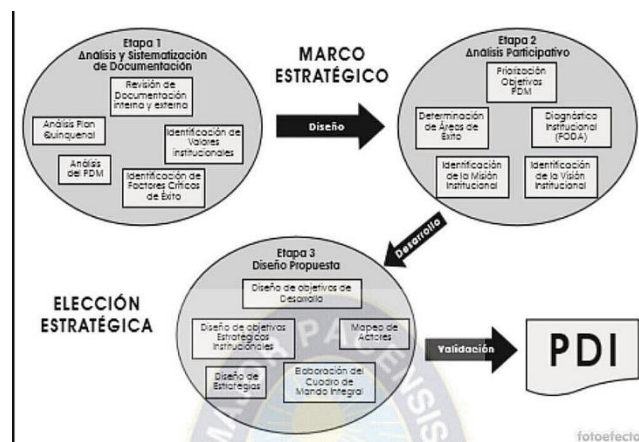 Etapa 1
Análisis y Sistematización
de Documentación
Revisión de
Documentación
interna y externa
Análisis Plan
Quinquenal
Identificación de
Valores
institucionales
Análisis
del PDM
Identificación de
Factores Críticos
de Éxito
MARCO
ESTRATÉGICO
Diseño
Etapa 2
Análisis Participativo
Priorización
Objetivos
PDM
Determinación
de Áreas de
Éxito
Diagnóstico
Institucional
(FODA)
Identificación
de la Misión
Institucional
Identificación
de la Visión
Institucional
Desarrollo
ELECCIÓN
ESTRATÉGICA
Etapa 3
Diseño Propuesta
Diseño de objetivos de
Desarrollo
Diseño de objetivos
Estratégicos
Institucionales
Mapeo de
Actores
Diseño de
Estrategias
Elaboración del
Cuadro de
Mando Integral
Validación
PDI
MAYOR PACENSIS
fotoefectos